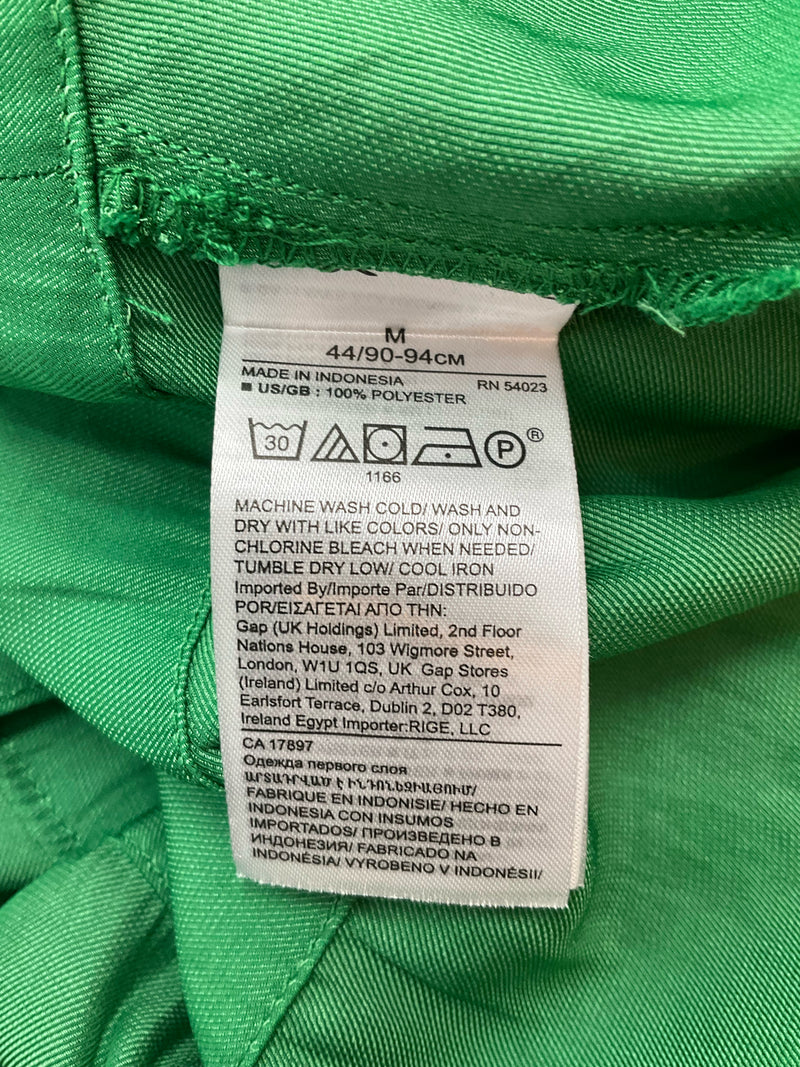 M
44/90-94CM
MADE IN INDONESIA RN 54023
■ US/GB : 100% POLYESTER
30 P ®
1166
MACHINE WASH COLD/ WASH AND
DRY WITH LIKE COLORS/ ONLY NON-
CHLORINE BLEACH WHEN NEEDED/
TUMBLE DRY LOW/ COOL IRON
Imported By/Importe Par/DISTRIBUIDO
POR/ΕΙΣΑΓΕΤΑΙ ΑΠΟ ΤΗΝ:
Gap (UK Holdings) Limited, 2nd Floor
Nations House, 103 Wigmore Street,
London, W1U 1QS, UK Gap Stores
(Ireland) Limited c/o Arthur Cox, 10
Earlsfort Terrace, Dublin 2, D02 T380,
Ireland Egypt Importer:RIGE, LLC
CA 17897
Одежда первого слоя
ԱՐՏԱԴՐՎԱԾ Է ԻՆԴՈՆԵԶԻԱՅՈՒՄ/
FABRIQUE EN INDONISIE/ HECHO EN
INDONESIA CON INSUMOS
IMPORTADOS/ ПРОИЗВЕДЕНО В
ИНДОНЕЗИЯ/ FABRICADO NA
INDONÉSIA/ VYROBENO V INDONÉSII/